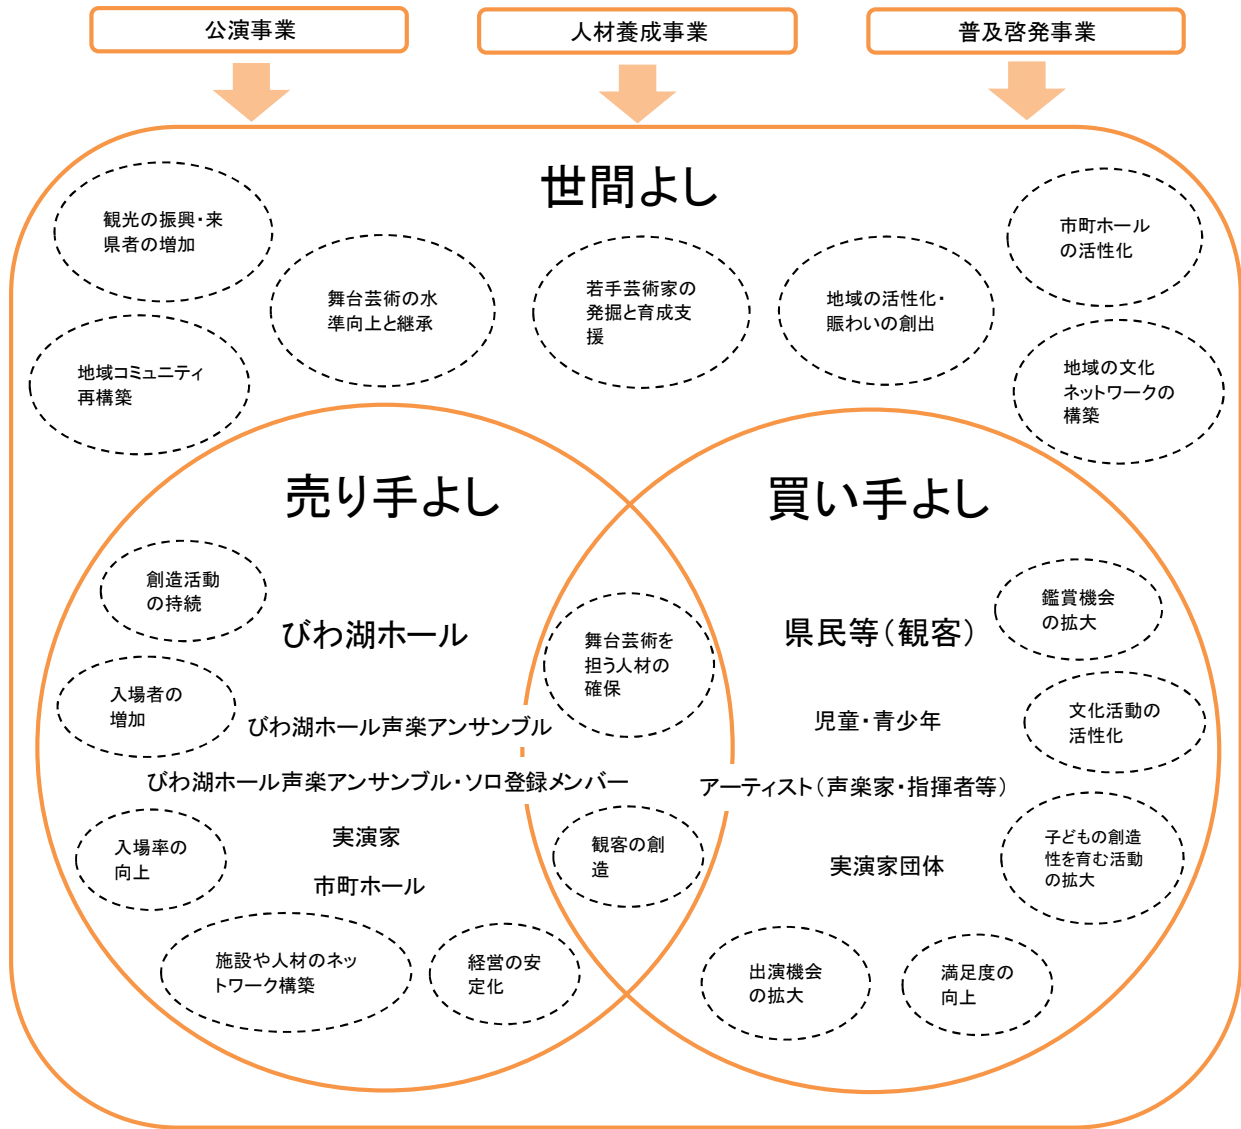 公演事業
人材養成事業
普及啓発事業
世間よし
観光の振興・来
県者の増加
舞台芸術の水
準向上と継承
若手芸術家の
発掘と育成支
援
地域の活性化・
賑わいの創出
市町ホール
の活性化
地域コミュニティ
再構築
地域の文化
ネットワークの
構築
売り手よし
創造活動
の持続
びわ湖ホール
入場者の
増加
びわ湖ホール声楽アンサンブル
びわ湖ホール声楽アンサンブル・ソロ登録メンバー
入場率の
向上
実演家
市町ホール
施設や人材のネッ
トワーク構築
経営の安
定化
舞台芸術を
担う人材の
確保
観客の創
造
買い手よし
鑑賞機会
の拡大
県民等（観客）
児童・青少年
文化活動の
活性化
アーティスト（声楽家・指揮者等）
実演家団体
子どもの創造
性を育む活動
の拡大
出演機会
の拡大
満足度の
向上